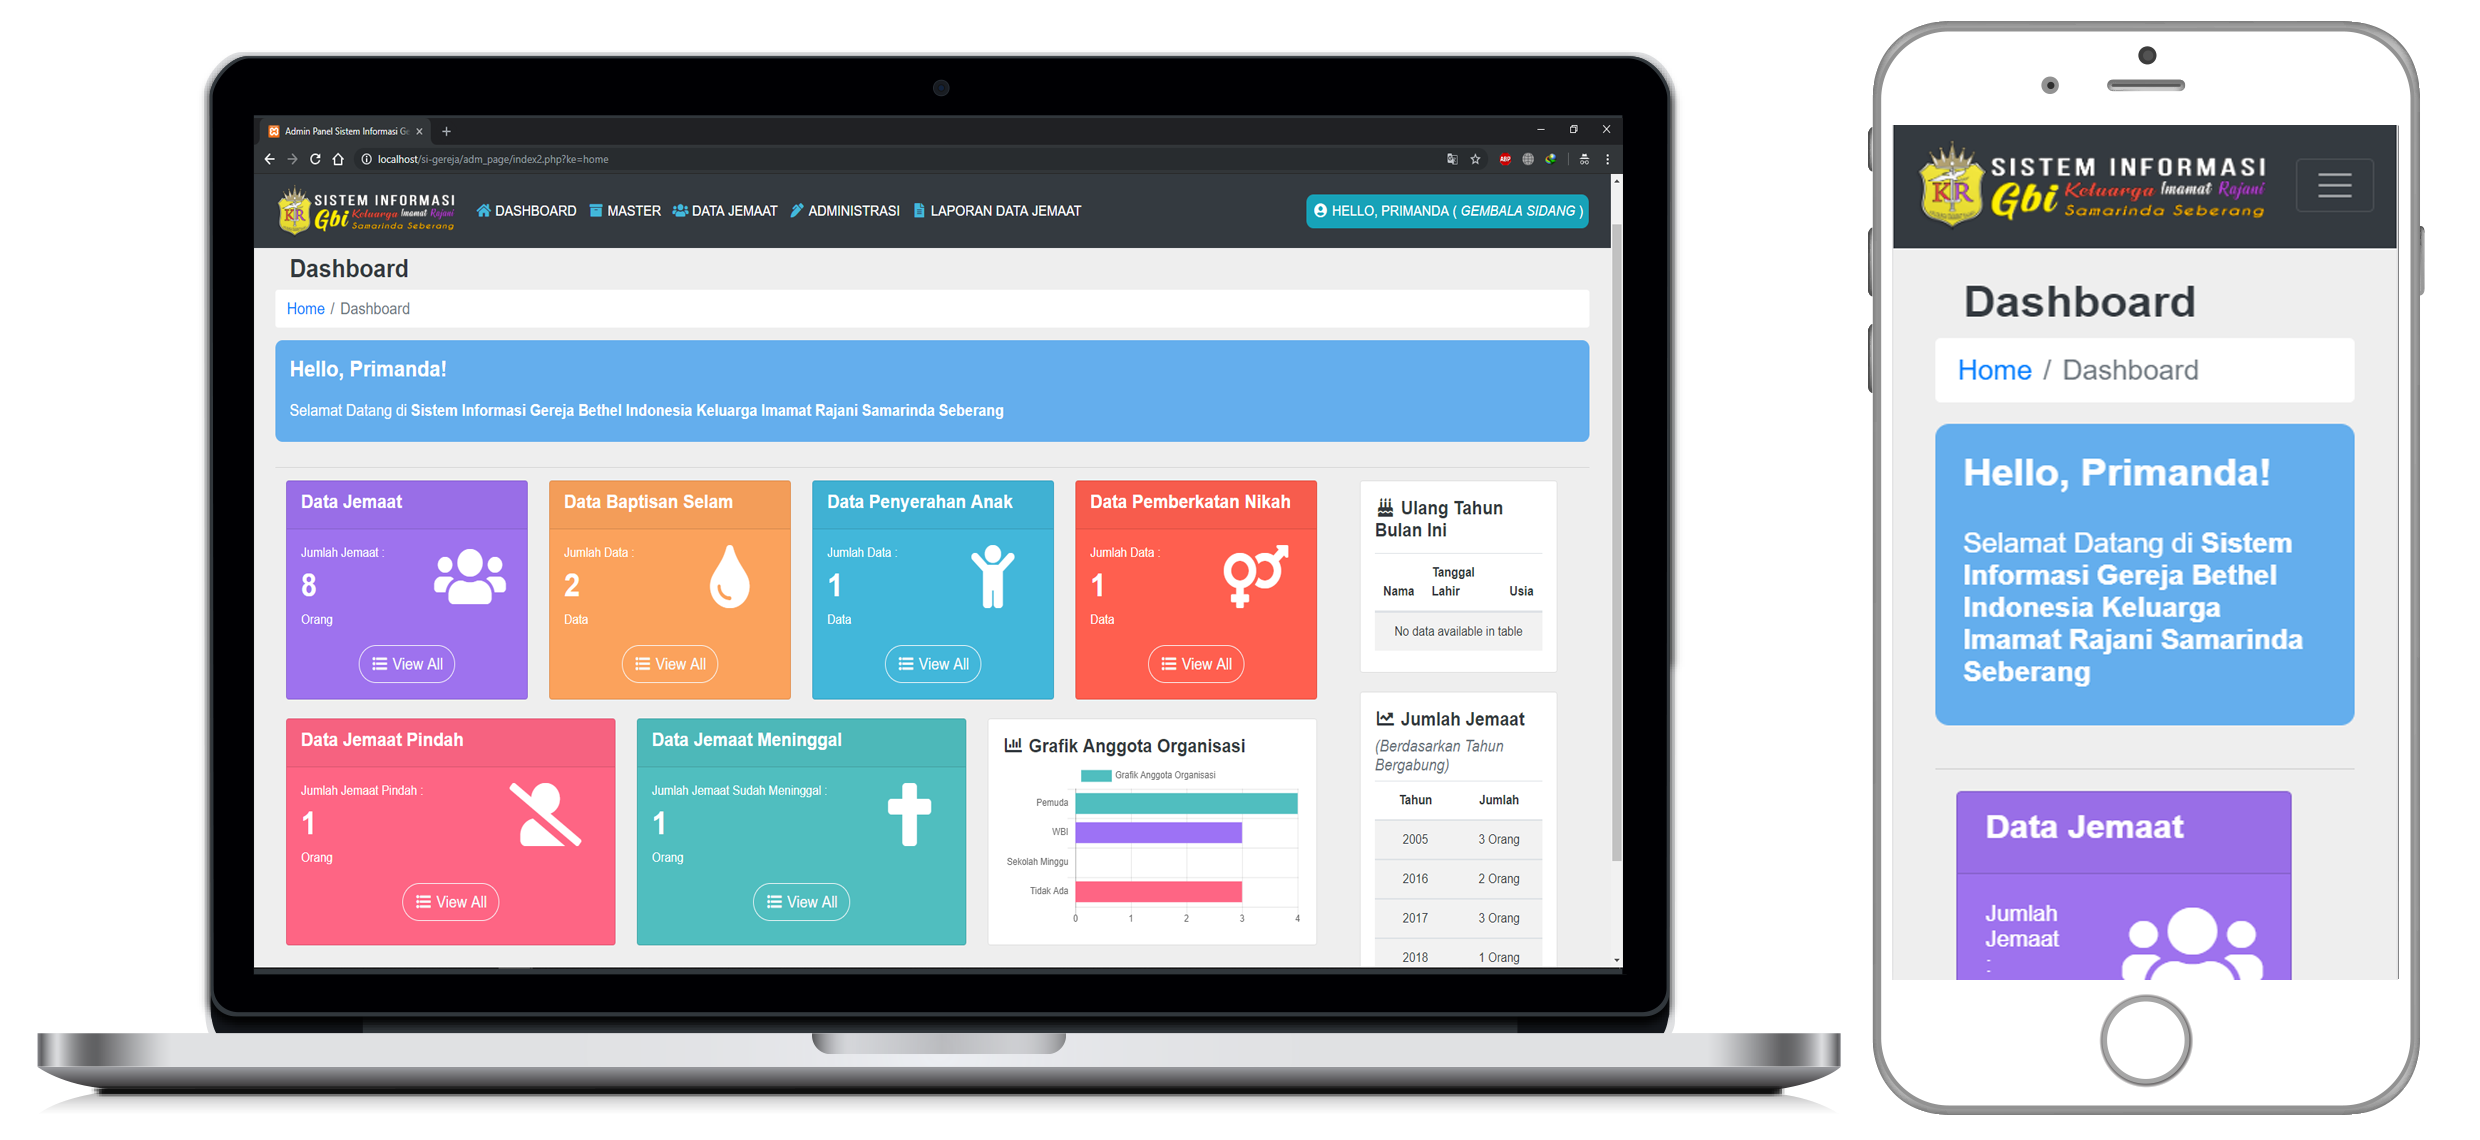 Admin Panel Sistem Informasi Ge
localhost/si-gereja/adm_page/index2.php?ke=home
ABP
KR
SISTEM INFORMASI
Gbi Keluarga Imamat Rajani
Samarinda Seberang
DASHBOARD MASTER DATA JEMAAT ADMINISTRASI LAPORAN DATA JEMAAT
HELLO, PRIMANDA ( GEMBALA SIDANG )
Dashboard
Home / Dashboard
Hello, Primanda!
Selamat Datang di Sistem Informasi Gereja Bethel Indonesia Keluarga Imamat Rajani Samarinda Seberang
Data Jemaat
Jumlah Jemaat :
8
Orang
View All
Data Baptisan Selam
Jumlah Data :
2
Data
View All
Data Penyerahan Anak
Jumlah Data :
1
Data
View All
Data Pemberkatan Nikah
Jumlah Data :
1
Data
View All
Ulang Tahun
Bulan Ini
Nama Tanggal Lahir Usia
No data available in table
Data Jemaat Pindah
Jumlah Jemaat Pindah :
1
Orang
View All
Data Jemaat Meninggal
Jumlah Jemaat Sudah Meninggal :
1
Orang
View All
Grafik Anggota Organisasi
Grafik Anggota Organisasi
Pemuda
WBI
Sekolah Minggu
Tidak Ada
0 1 2 3 4
Jumlah Jemaat
(Berdasarkan Tahun
Bergabung)
Tahun Jumlah
2005 3 Orang
2016 2 Orang
2017 3 Orang
2018 1 Orang
KR
SISTEM INFORMASI
Gbi Keluarga Imamat Rajani
Samarinda Seberang
Dashboard
Home / Dashboard
Hello, Primanda!
Selamat Datang di Sistem
Informasi Gereja Bethel
Indonesia Keluarga
Imamat Rajani Samarinda
Seberang
Data Jemaat
Jumlah
Jemaat
: